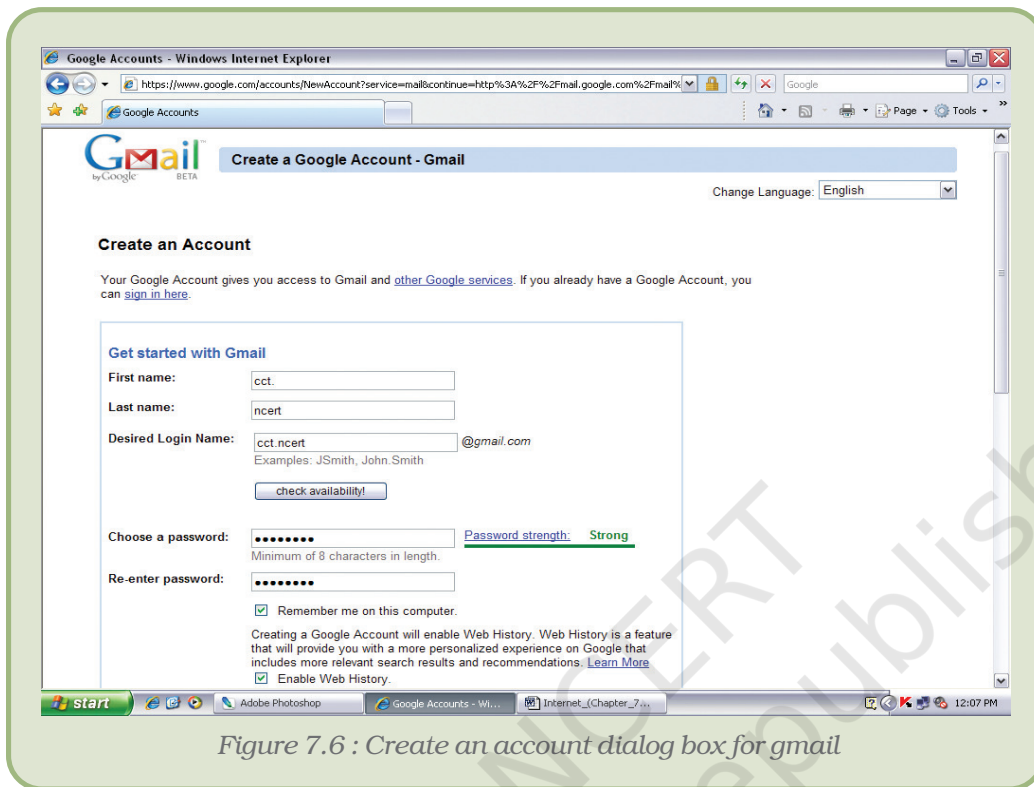 Google Accounts - Windows Internet Explorer
https://www.google.com/accounts/NewAccount?service=mail&continue=http%3A%2F%2Fmail.google.com%2Fmail%
Google
Google Accounts
Page
Tools
Gmail
by Google
BETA
Create a Google Account - Gmail
Change Language: English
Create an Account
Your Google Account gives you access to Gmail and other Google services. If you already have a Google Account, you
can sign in here.
Get started with Gmail
First name: cct.
Last name: ncert
Desired Login Name: cct.ncert @gmail.com
Examples: JSmith, John.Smith
check availability!
Choose a password: •••••••• Password strength: Strong
Minimum of 8 characters in length.
Re-enter password: ••••••••
Remember me on this computer.
Creating a Google Account will enable Web History. Web History is a feature
that will provide you with a more personalized experience on Google that
includes more relevant search results and recommendations. Learn More
Enable Web History.
start Adobe Photoshop Google Accounts - Wi... Internet_(Chapter_7... 12:07 PM
Figure 7.6 : Create an account dialog box for gmail
NCERT
republish